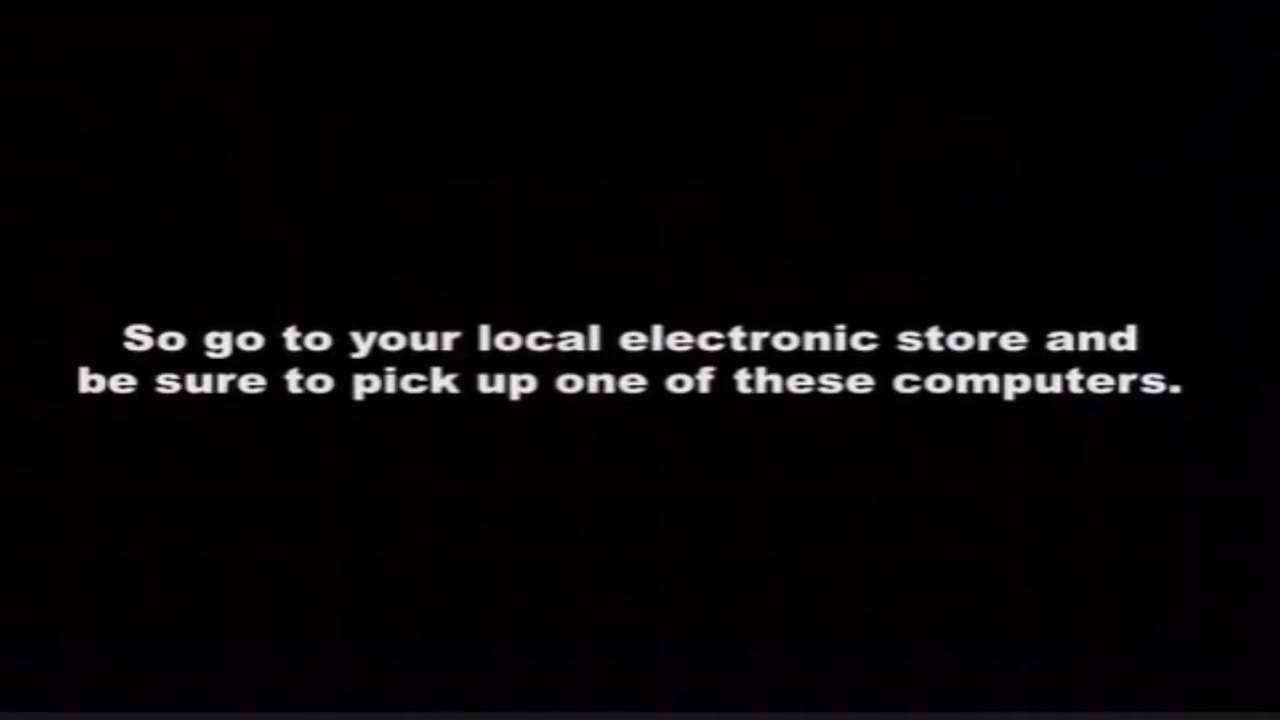 So go to your local electronic store and
be sure to pick up one of these computers.